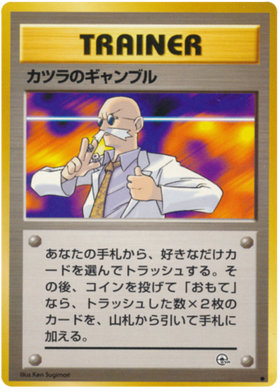 TRAINER
カツラのギャンブル
あなたの手札から、好きなだけカ
ードを選んでトラッシュする。そ
の後、コインを投げて「おもて」
なら、トラッシュした数×２枚の
カードを、山札から引いて手札に
加える。
Illus.Ken Sugimori